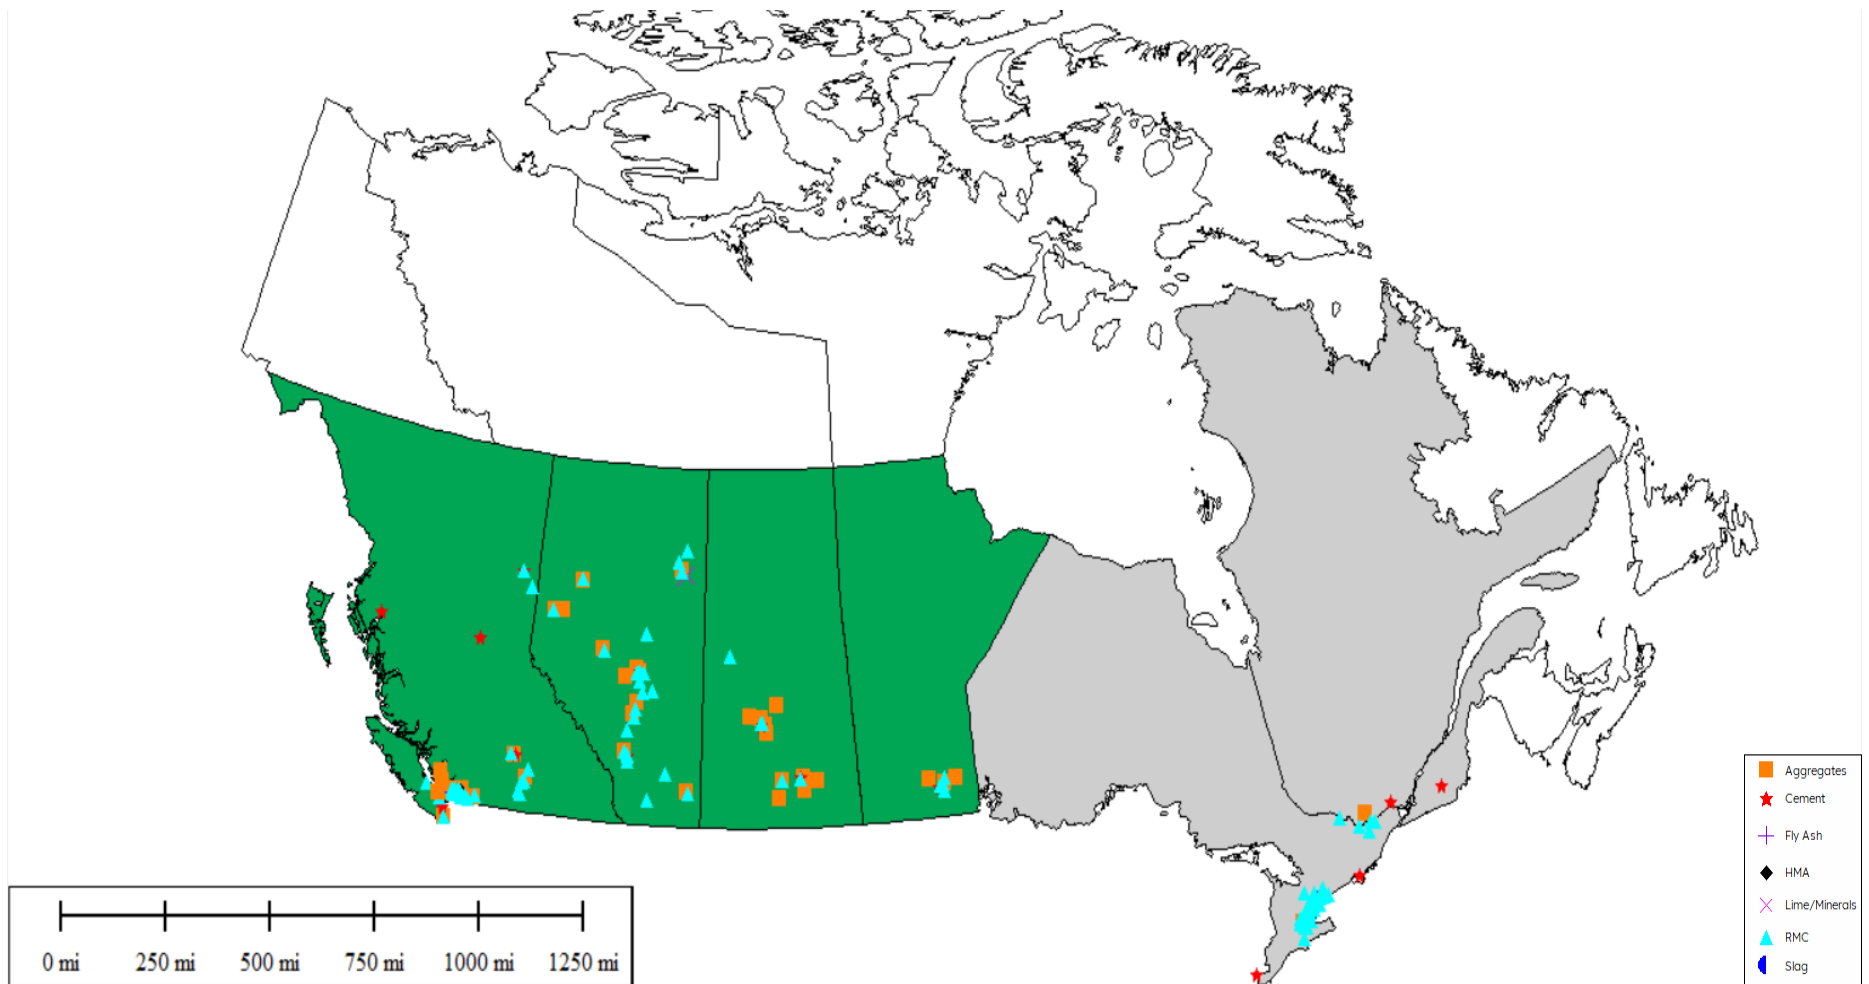 Aggregates
Cement
Fly Ash
HMA
Lime/Minerals
RMC
Slag
0 mi 250 mi 500 mi 750 mi 1000 mi 1250 mi